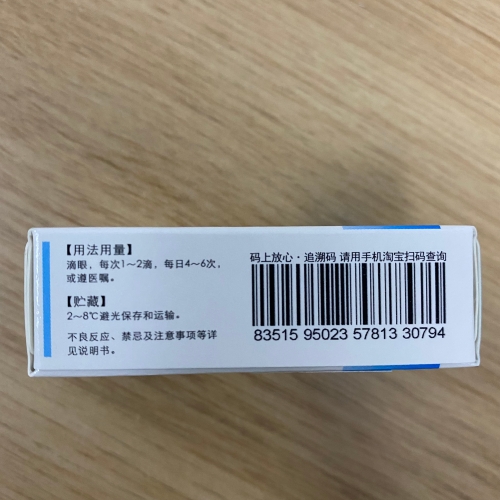 【用法用量】
滴眼，每次1~2滴，每日4~6次，
或遵医嘱。
【贮藏】
2~8℃避光保存和运输。
不良反应、禁忌及注意事项等详
见说明书。
码上放心·追溯码 请用手机淘宝扫码查询
83515 95023 57813 30794